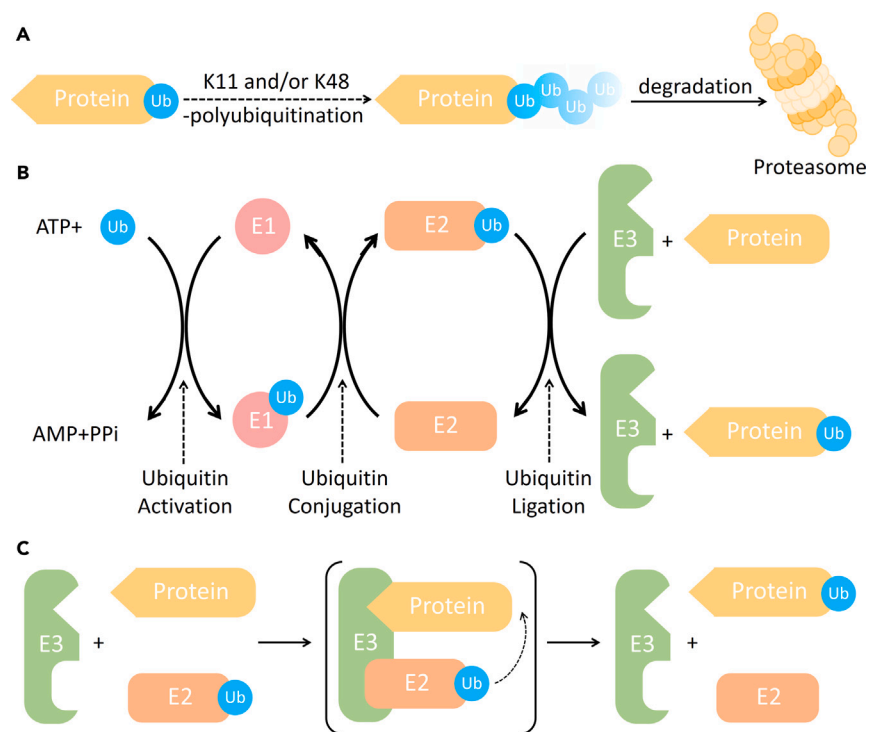 A
Protein
Ub
K11 and/or K48
-polyubiquitination
Protein
Ub
Ub
Ub
Ub
degradation
Proteasome
B
ATP+
Ub
E1
E2
Ub
E3
+
Protein
AMP+PPi
E1
Ub
E2
E3
+
Protein
Ub
Ubiquitin
Activation
Ubiquitin
Conjugation
Ubiquitin
Ligation
C
E3
+
Protein
E2
Ub
E3
Protein
E2
Ub
E3
+
Protein
Ub
E2